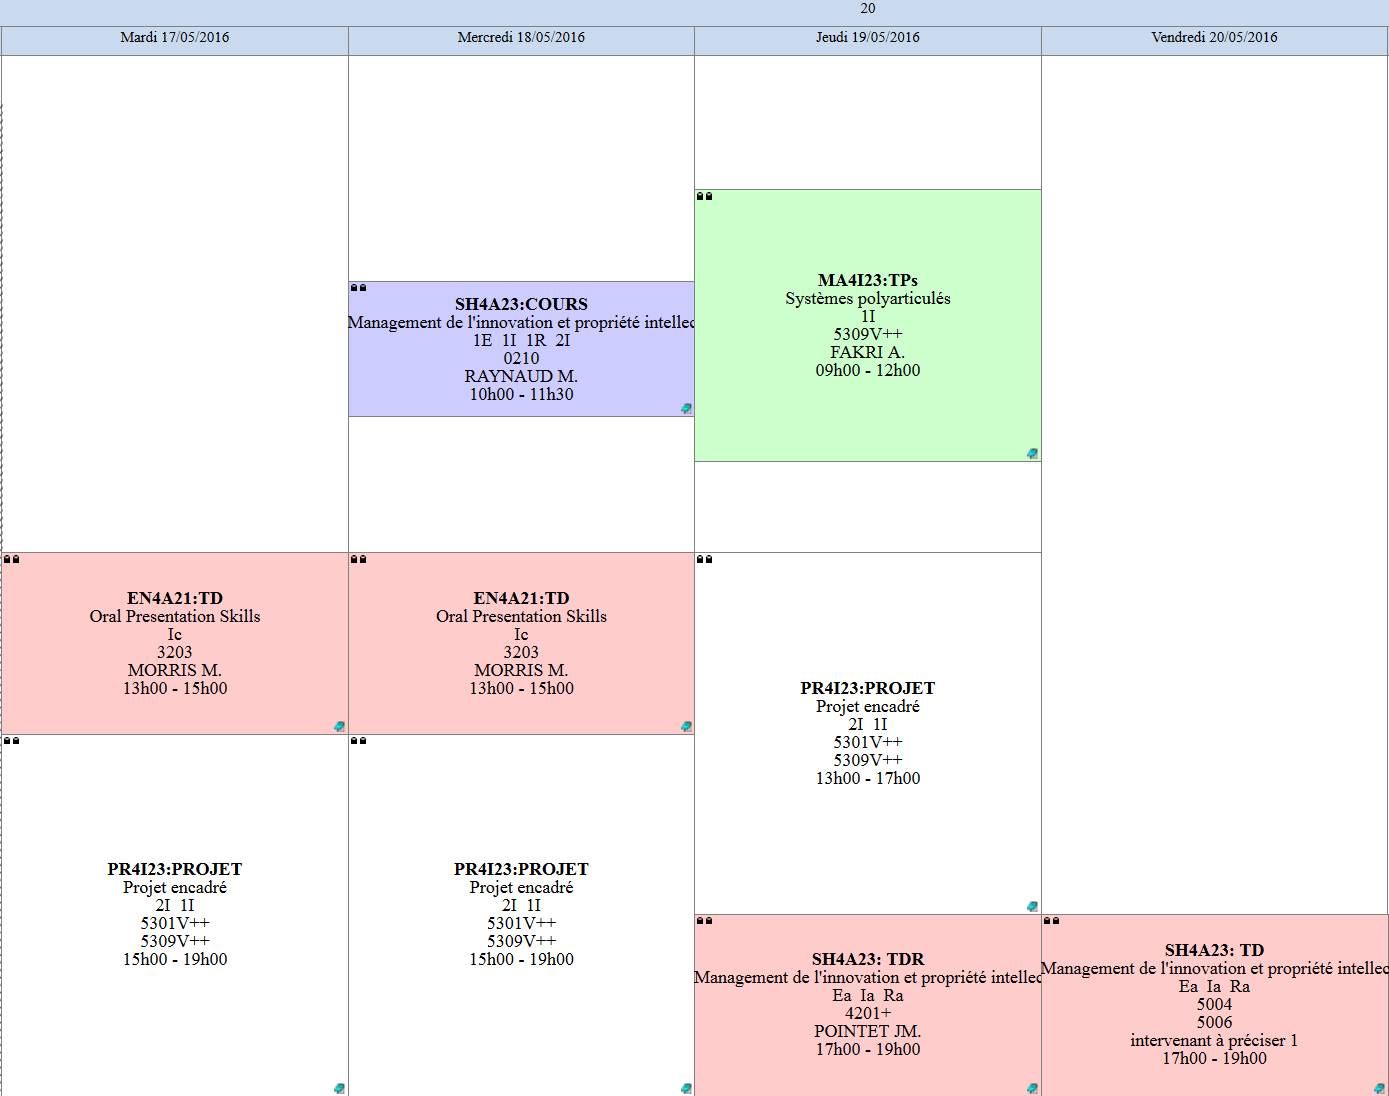 20
Mardi 17/05/2016
Mercredi 18/05/2016
Jeudi 19/05/2016
Vendredi 20/05/2016
EN4A21:TD
Oral Presentation Skills
Ic
3203
MORRIS M.
13h00 - 15h00
PR4I23:PROJET
Projet encadré
2I 1I
5301V++
5309V++
15h00 - 19h00
SH4A23:COURS
Management de l'innovation et propriété intellec
1E 1I 1R 2I
0210
RAYNAUD M.
10h00 - 11h30
EN4A21:TD
Oral Presentation Skills
Ic
3203
MORRIS M.
13h00 - 15h00
PR4I23:PROJET
Projet encadré
2I 1I
5301V++
5309V++
15h00 - 19h00
MA4I23:TPs
Systèmes polyarticulés
1I
5309V++
FAKRI A.
09h00 - 12h00
PR4I23:PROJET
Projet encadré
2I 1I
5301V++
5309V++
13h00 - 17h00
SH4A23: TDR
Management de l'innovation et propriété intellec
Ea Ia Ra
4201+
POINTET JM.
17h00 - 19h00
SH4A23: TD
Management de l'innovation et propriété intellec
Ea Ia Ra
5004
5006
intervenant à préciser 1
17h00 - 19h00